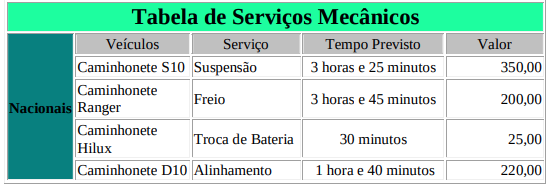 Tabela de Serviços Mecânicos
Veículos Serviço Tempo Previsto Valor
Nacionais
Caminhonete S10 Suspensão 3 horas e 25 minutos 350,00
Caminhonete
Ranger Freio 3 horas e 45 minutos 200,00
Caminhonete
Hilux Troca de Bateria 30 minutos 25,00
Caminhonete D10 Alinhamento 1 hora e 40 minutos 220,00